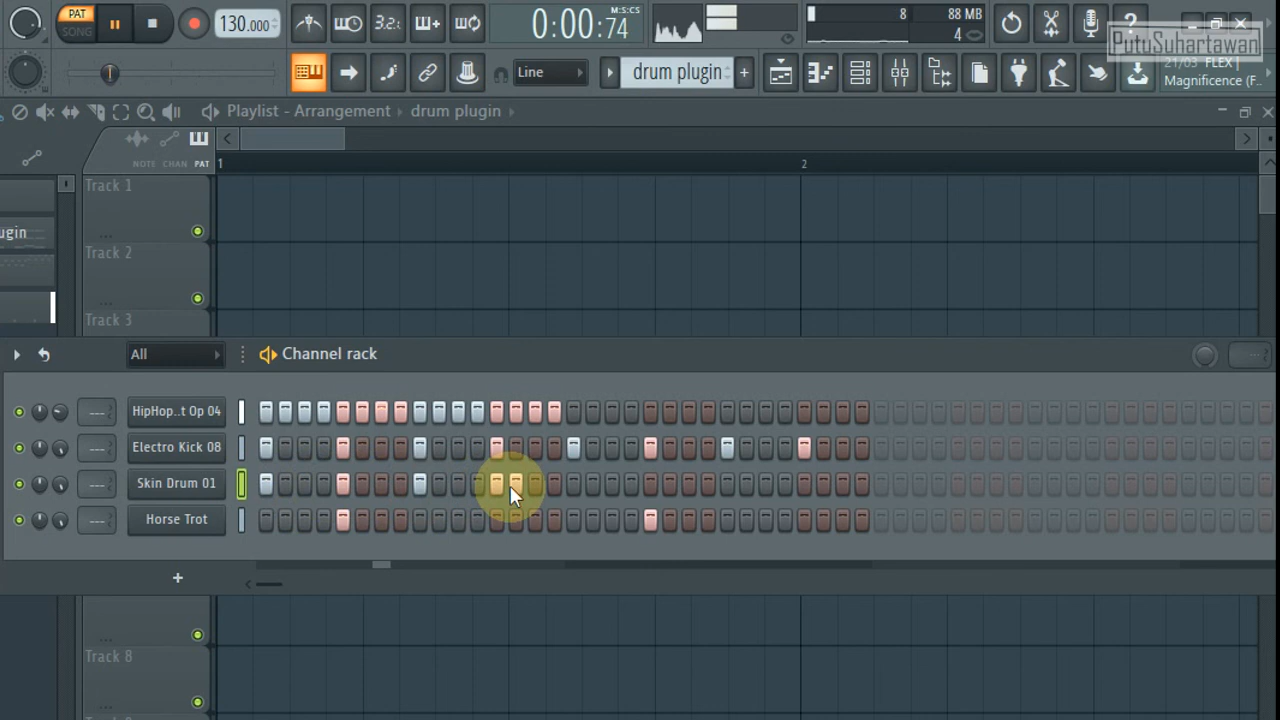 PAT
SONG
130.000
3.2:
0:00:74
M:S:CS
8
88 MB
4
?
PutuSuhartawan
21/03 FLEX |
Magnificence (F..
Line
drum plugin
Playlist - Arrangement
drum plugin
NOTE CHAN PAT
1
2
Track 1
...
ugin
Track 2
...
Track 3
All
Channel rack
HipHop..t Op 04
Electro Kick 08
Skin Drum 01
Horse Trot
+
...
Track 8
...